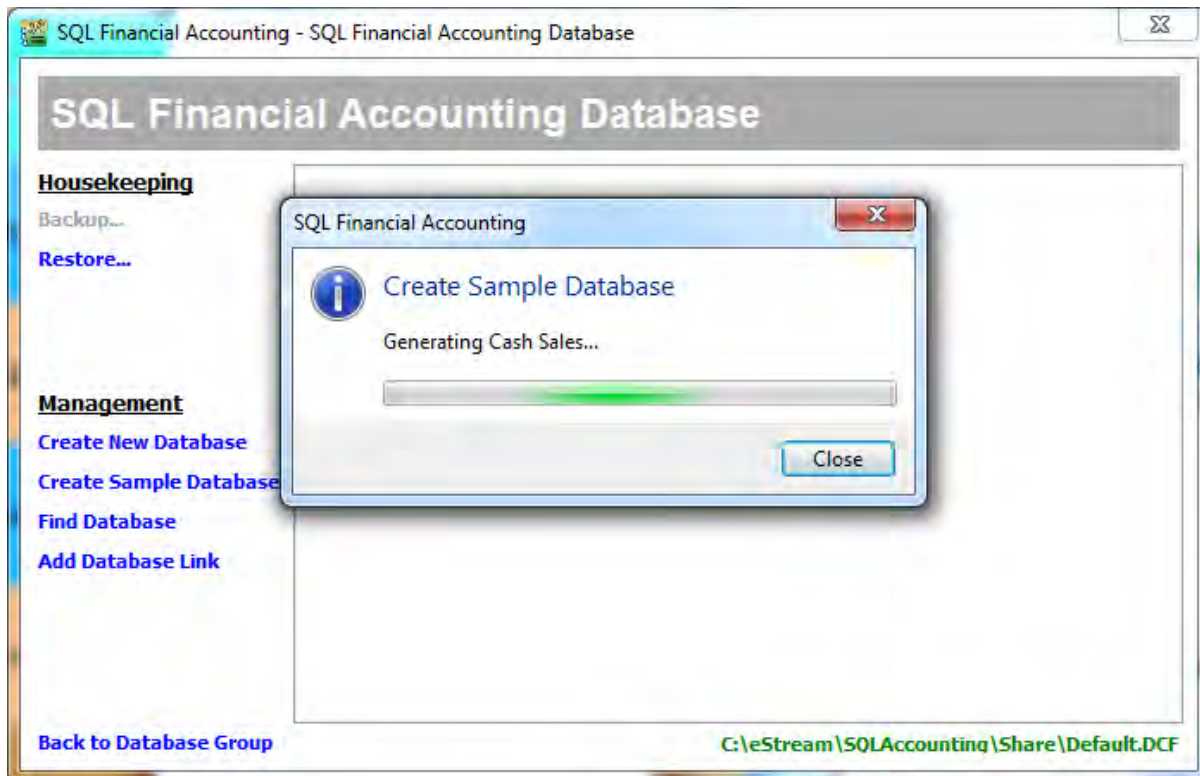 SQL Financial Accounting - SQL Financial Accounting Database
SQL Financial Accounting Database
Housekeeping
Backup...
Restore...
SQL Financial Accounting
Create Sample Database
Generating Cash Sales...
Close
Management
Create New Database
Create Sample Database
Find Database
Add Database Link
Back to Database Group
C:\eStream\SQLAccounting\Share\Default.DCF